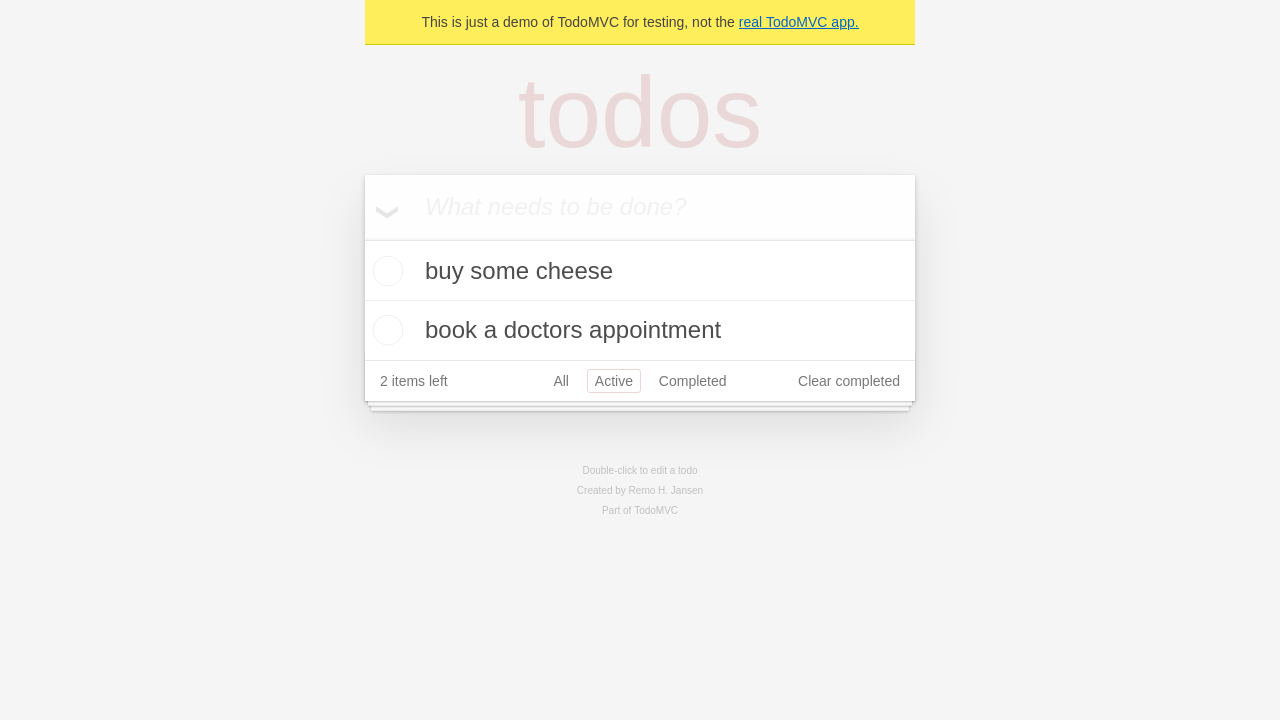 This is just a demo of TodoMVC for testing, not the real TodoMVC app.
todos
What needs to be done?
buy some cheese
book a doctors appointment
2 items left All Active Completed Clear completed
Double-click to edit a todo
Created by Remo H. Jansen
Part of TodoMVC